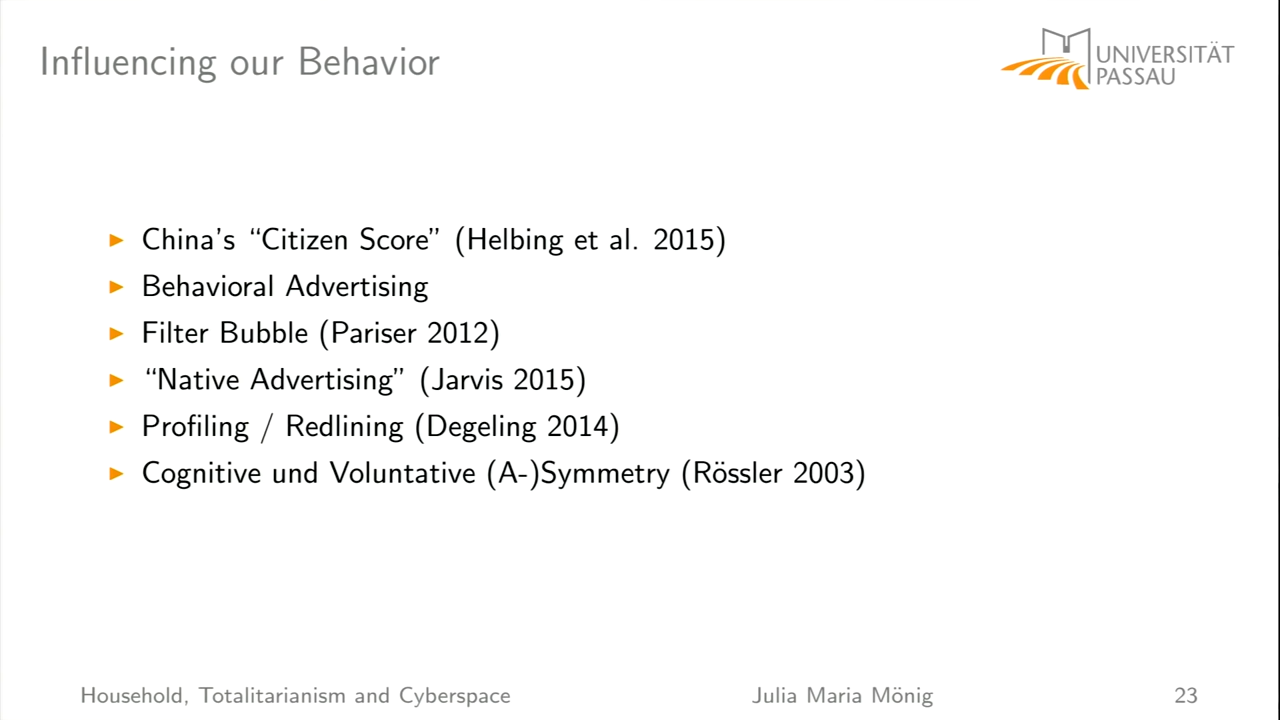 Influencing our Behavior
UNIVERSITÄT
PASSAU
China's “Citizen Score” (Helbing et al. 2015)
Behavioral Advertising
Filter Bubble (Pariser 2012)
“Native Advertising” (Jarvis 2015)
Profiling / Redlining (Degeling 2014)
Cognitive und Voluntative (A-)Symmetry (Rössler 2003)
Household, Totalitarianism and Cyberspace Julia Maria Mönig 23